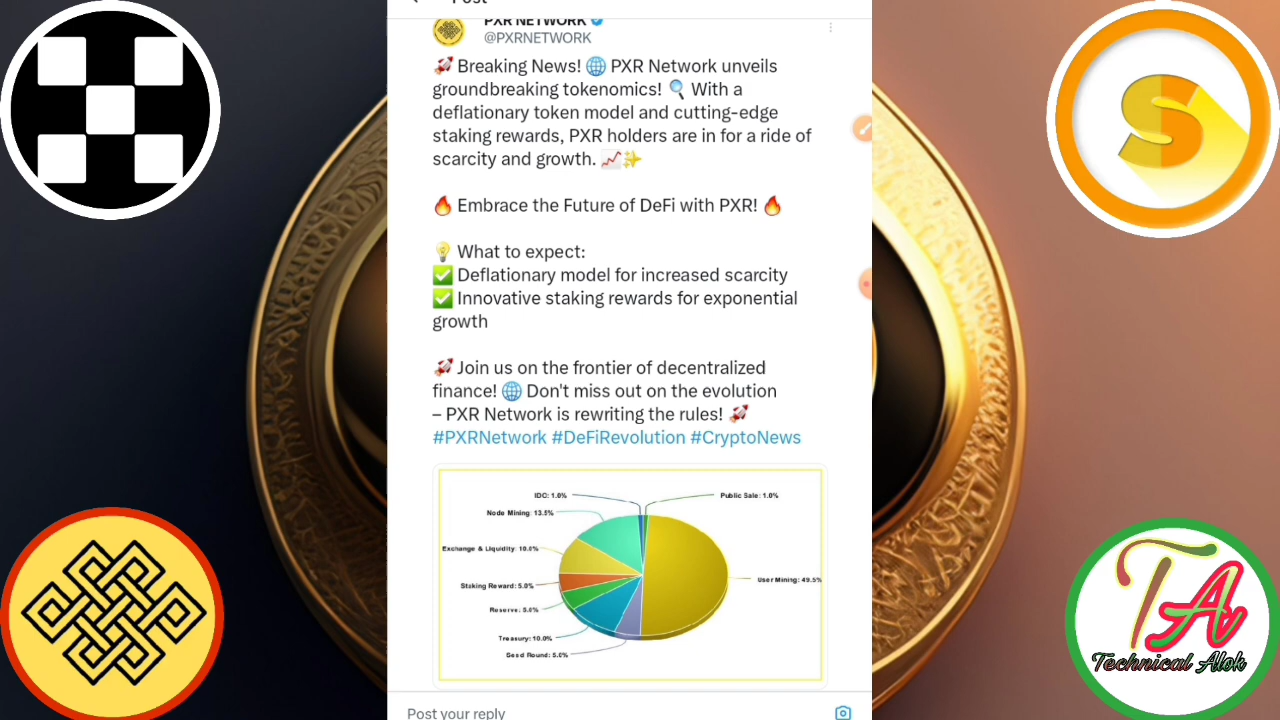 Post
PXR NETWORK
@PXRNETWORK
🚀 Breaking News! 🌐 PXR Network unveils
groundbreaking tokenomics! 🔍 With a
deflationary token model and cutting-edge
staking rewards, PXR holders are in for a ride of
scarcity and growth. 📈✨
🔥 Embrace the Future of DeFi with PXR! 🔥
💡 What to expect:
✅ Deflationary model for increased scarcity
✅ Innovative staking rewards for exponential
growth
🚀 Join us on the frontier of decentralized
finance! 🌐 Don't miss out on the evolution
– PXR Network is rewriting the rules! 🚀
#PXRNetwork #DeFiRevolution #CryptoNews
IDC: 1.0%
Public Sale: 1.0%
Node Mining: 13.5%
Exchange & Liquidity: 10.0%
User Mining: 49.5%
Staking Reward: 5.0%
Reserve: 5.0%
Treasury: 10.0%
Seed Round: 5.0%
Post your reply
S
TA
Technical Alok